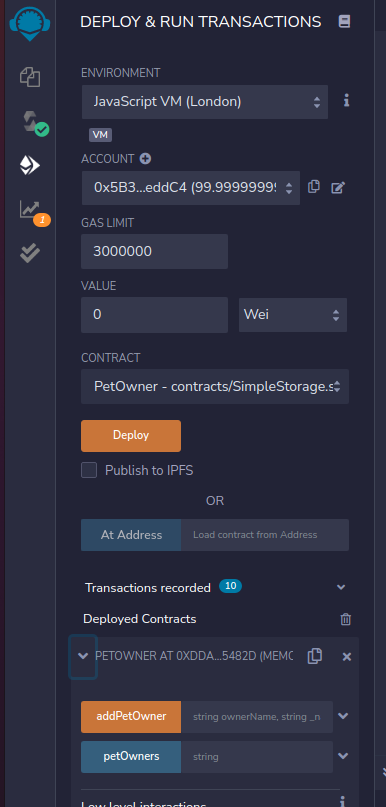 DEPLOY & RUN TRANSACTIONS
ENVIRONMENT
JavaScript VM (London)
VM
ACCOUNT
0x5B3...eddC4 (99.9999999
GAS LIMIT
3000000
VALUE
0 Wei
CONTRACT
PetOwner - contracts/SimpleStorage.s
Deploy
Publish to IPFS
OR
At Address Load contract from Address
1
Transactions recorded 10
Deployed Contracts
PETOWNER AT 0XDDA...5482D (MEMO
addPetOwner string ownerName, string _n
petOwners string
Low level interactions